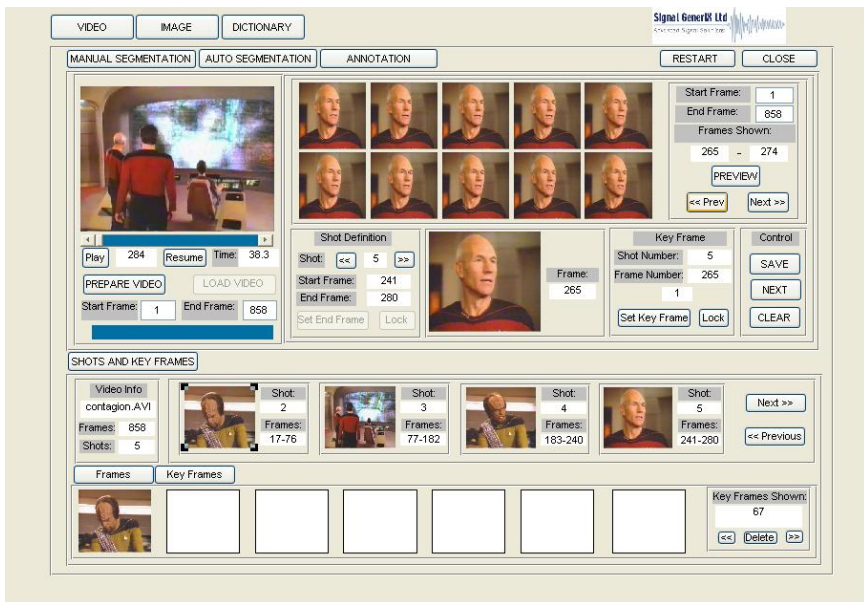 VIDEO IMAGE DICTIONARY
Signal GeneriX Ltd
Advanced Signal Solutions
MANUAL SEGMENTATION AUTO SEGMENTATION ANNOTATION RESTART CLOSE
Start Frame: 1
End Frame: 858
Frames Shown:
265 - 274
PREVIEW
<< Prev Next >>
Play 284 Resume Time: 38.3
PREPARE VIDEO LOAD VIDEO
Start Frame: 1 End Frame: 858
Shot Definition
Shot: << 5 >>
Start Frame: 241
End Frame: 280
Set End Frame Lock
Frame:
265
Key Frame
Shot Number: 5
Frame Number: 265
1
Set Key Frame Lock
Control
SAVE
NEXT
CLEAR
SHOTS AND KEY FRAMES
Video Info
contagion.AVI
Frames: 858
Shots: 5
Shot:
2
Frames:
17-76
Shot:
3
Frames:
77-182
Shot:
4
Frames:
183-240
Shot:
5
Frames:
241-280
Next >>
<< Previous
Frames Key Frames
Key Frames Shown:
67
<< Delete >>